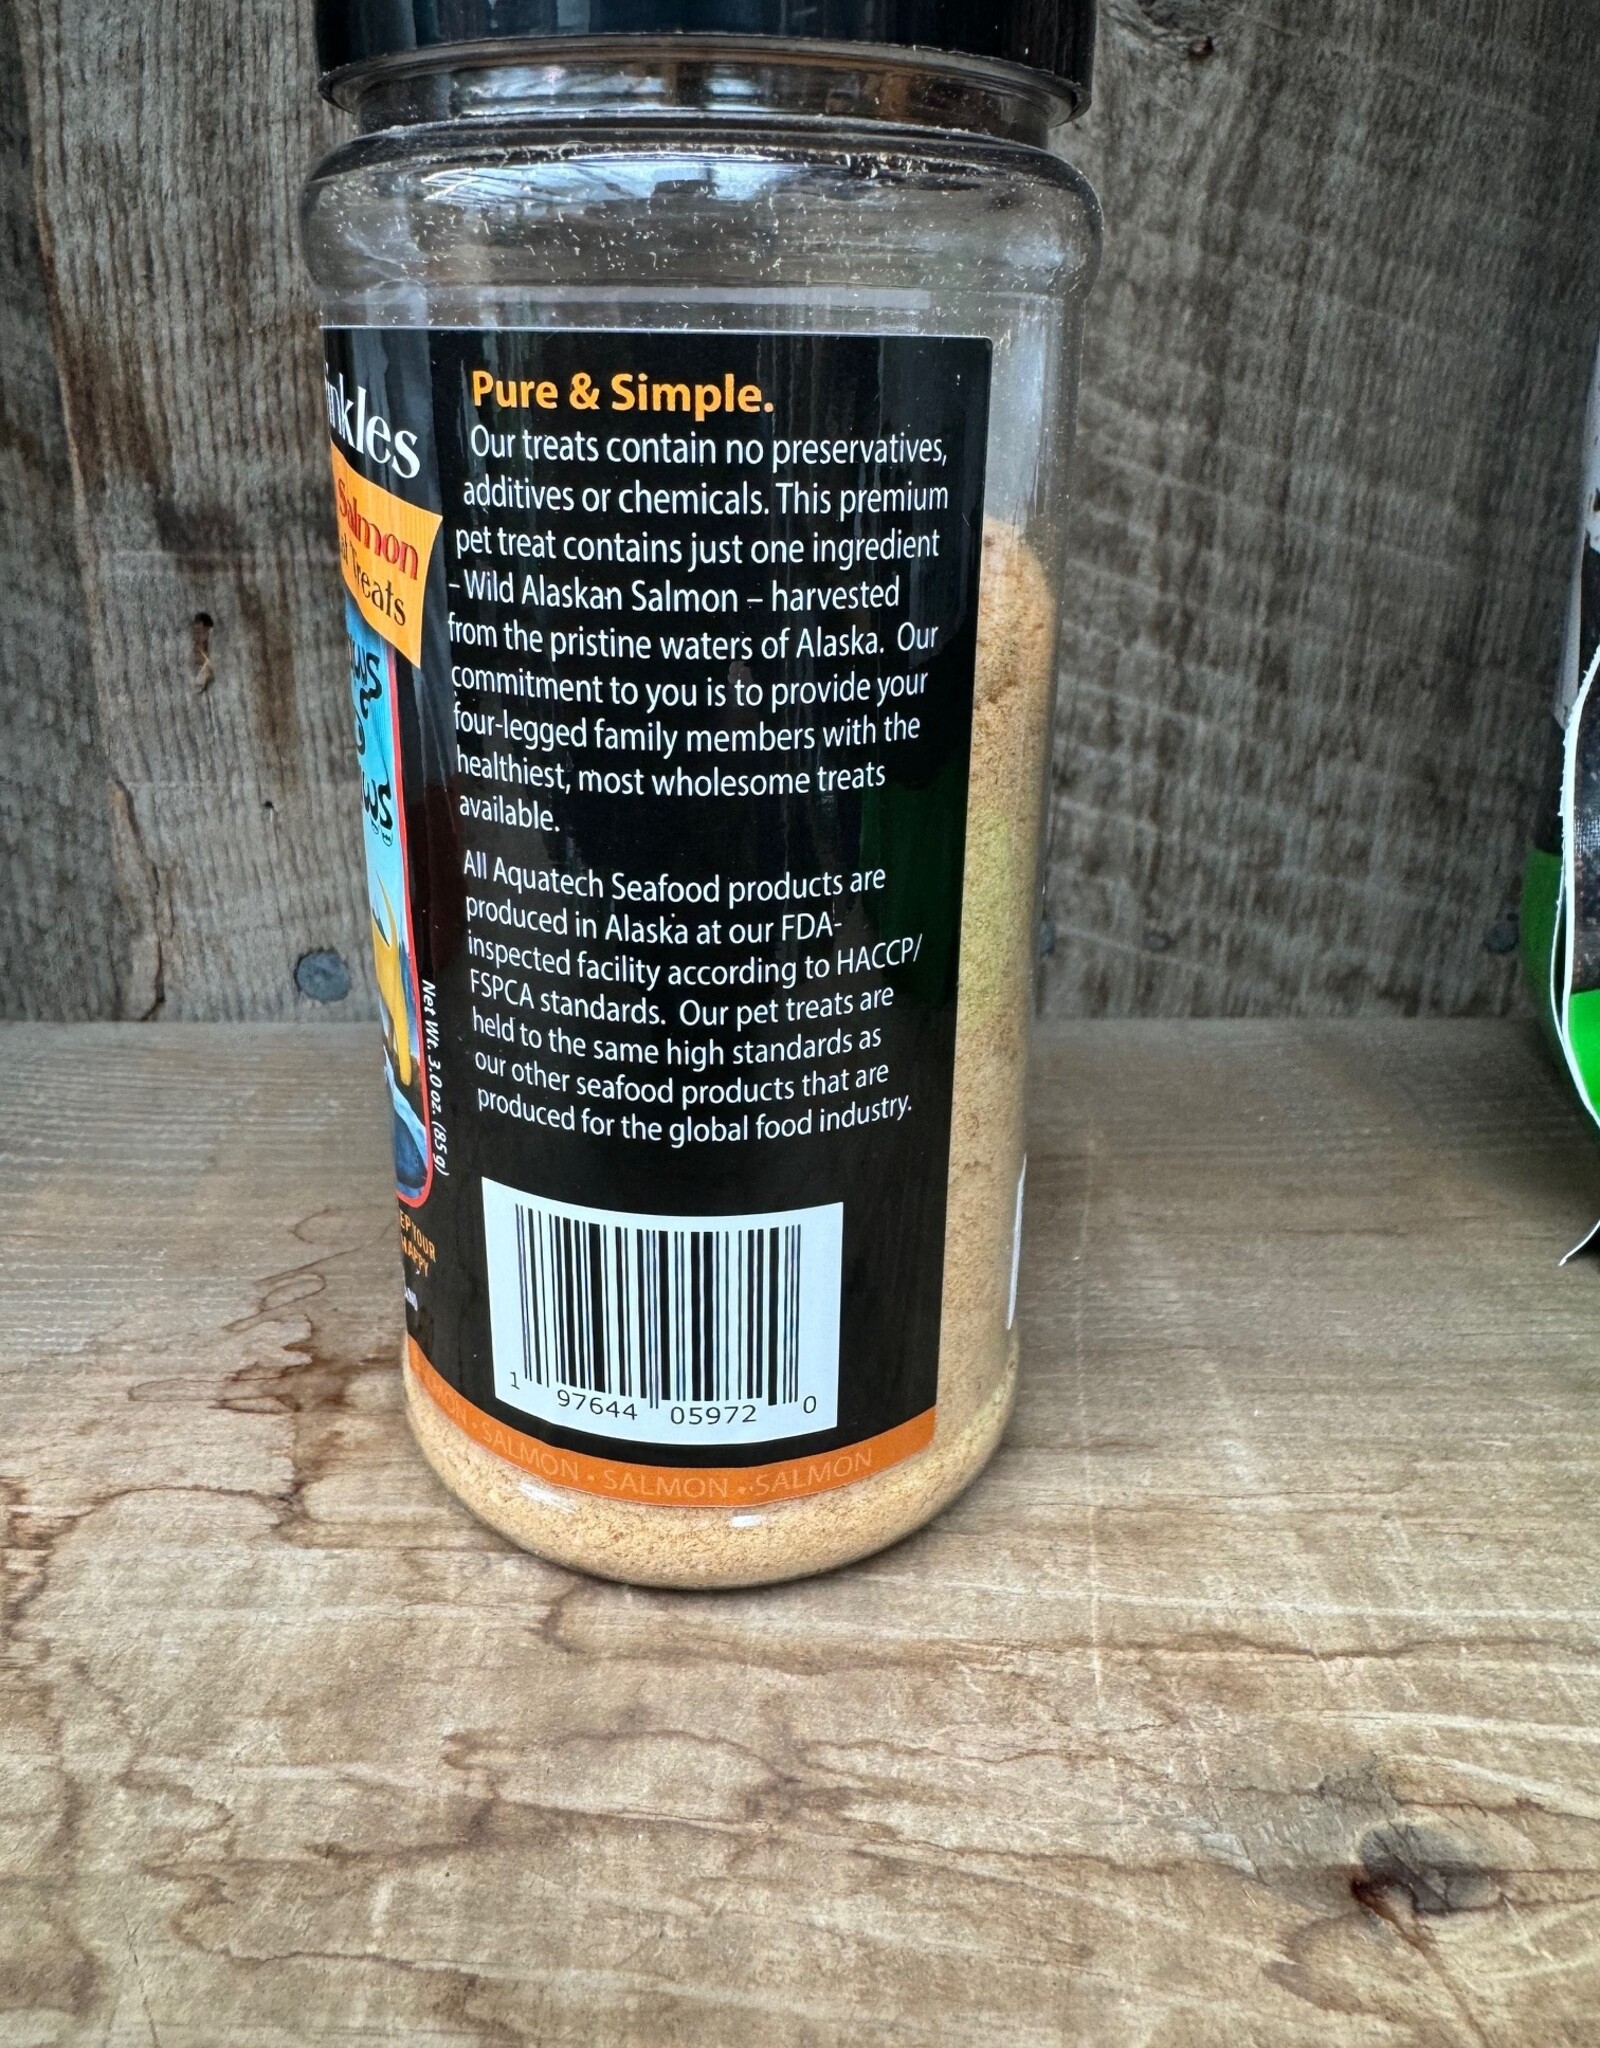 Salmon
Treats
Net Wt. 3.0 oz. (85 g)
Pure & Simple.
Our treats contain no preservatives,
additives or chemicals. This premium
pet treat contains just one ingredient
– Wild Alaskan Salmon – harvested
from the pristine waters of Alaska. Our
commitment to you is to provide your
four-legged family members with the
healthiest, most wholesome treats
available.
All Aquatech Seafood products are
produced in Alaska at our FDA-
inspected facility according to HACCP/
FSPCA standards. Our pet treats are
held to the same high standards as
our other seafood products that are
produced for the global food industry.
1 97644 05972 0
SALMON • SALMON • SALMON